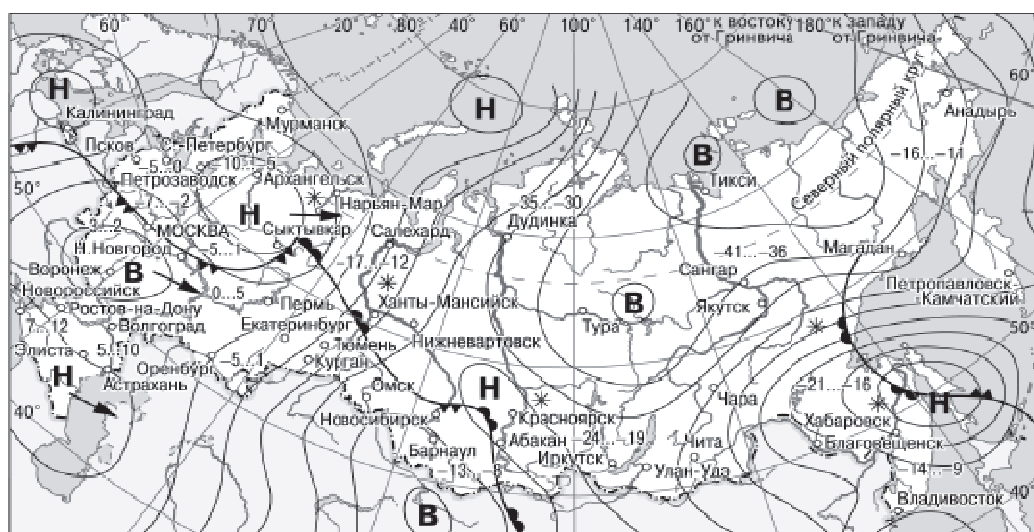 60° 70° 20° 80° 40° 60° 100° 140° 160° к востоку 180° к западу
от Гринвича от Гринвича
60°
Н
Калининград
Мурманск
Н
В
Анадырь
Северный полярный круг
Псков С.-Петербург
−5...0 −10...−5
−16...−11
В
Тикси
50°
Петрозаводск
−7...−2
Архангельск
Нарьян-Мар
−35...−30
Дудинка
Н
−3...2
МОСКВА
Сыктывкар
Салехард
Н.Новгород
−5...−1
−17...−12
−41...−36
Магадан
Воронеж
В
Сангар
Петропавловск-
Камчатский
Новороссийск
0...5
Пермь
Ханты-Мансийск
В
Якутск
Ростов-на-Дону
Волгоград
Екатеринбург
Тура
50°
7...12
Тюмень
Нижневартовск
Элиста
5...10
Оренбург
−5...1
Курган
Астрахань
Н
Омск
Н
−21...−16
Н
40°
Чара
Хабаровск
Новосибирск
Красноярск
Благовещенск
Барнаул
Абакан
−24...−19
Чита
Иркутск
Улан-Удэ
−13...−8
−14...−9
40°
В
Владивосток